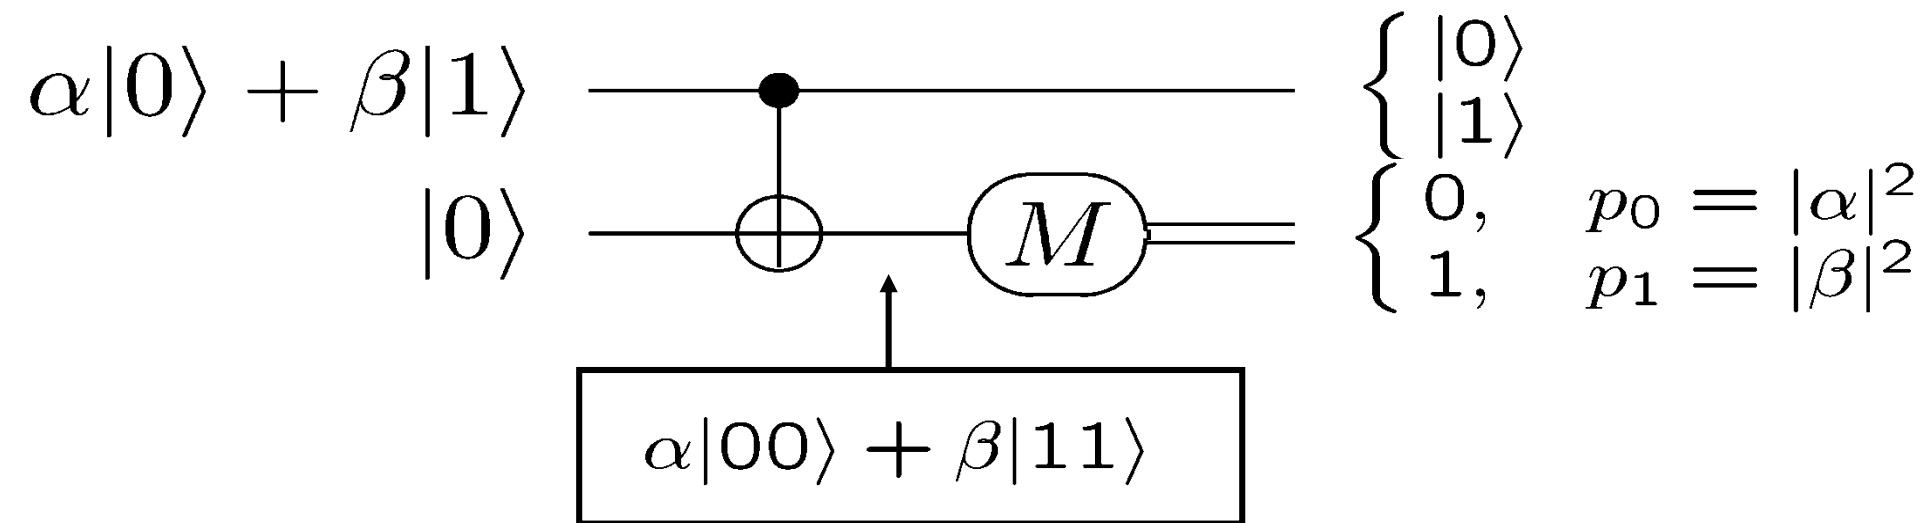 α|0⟩ + β|1⟩
|0⟩
M
|0⟩
|1⟩
0, p₀ = |α|²
1, p₁ = |β|²
α|00⟩ + β|11⟩